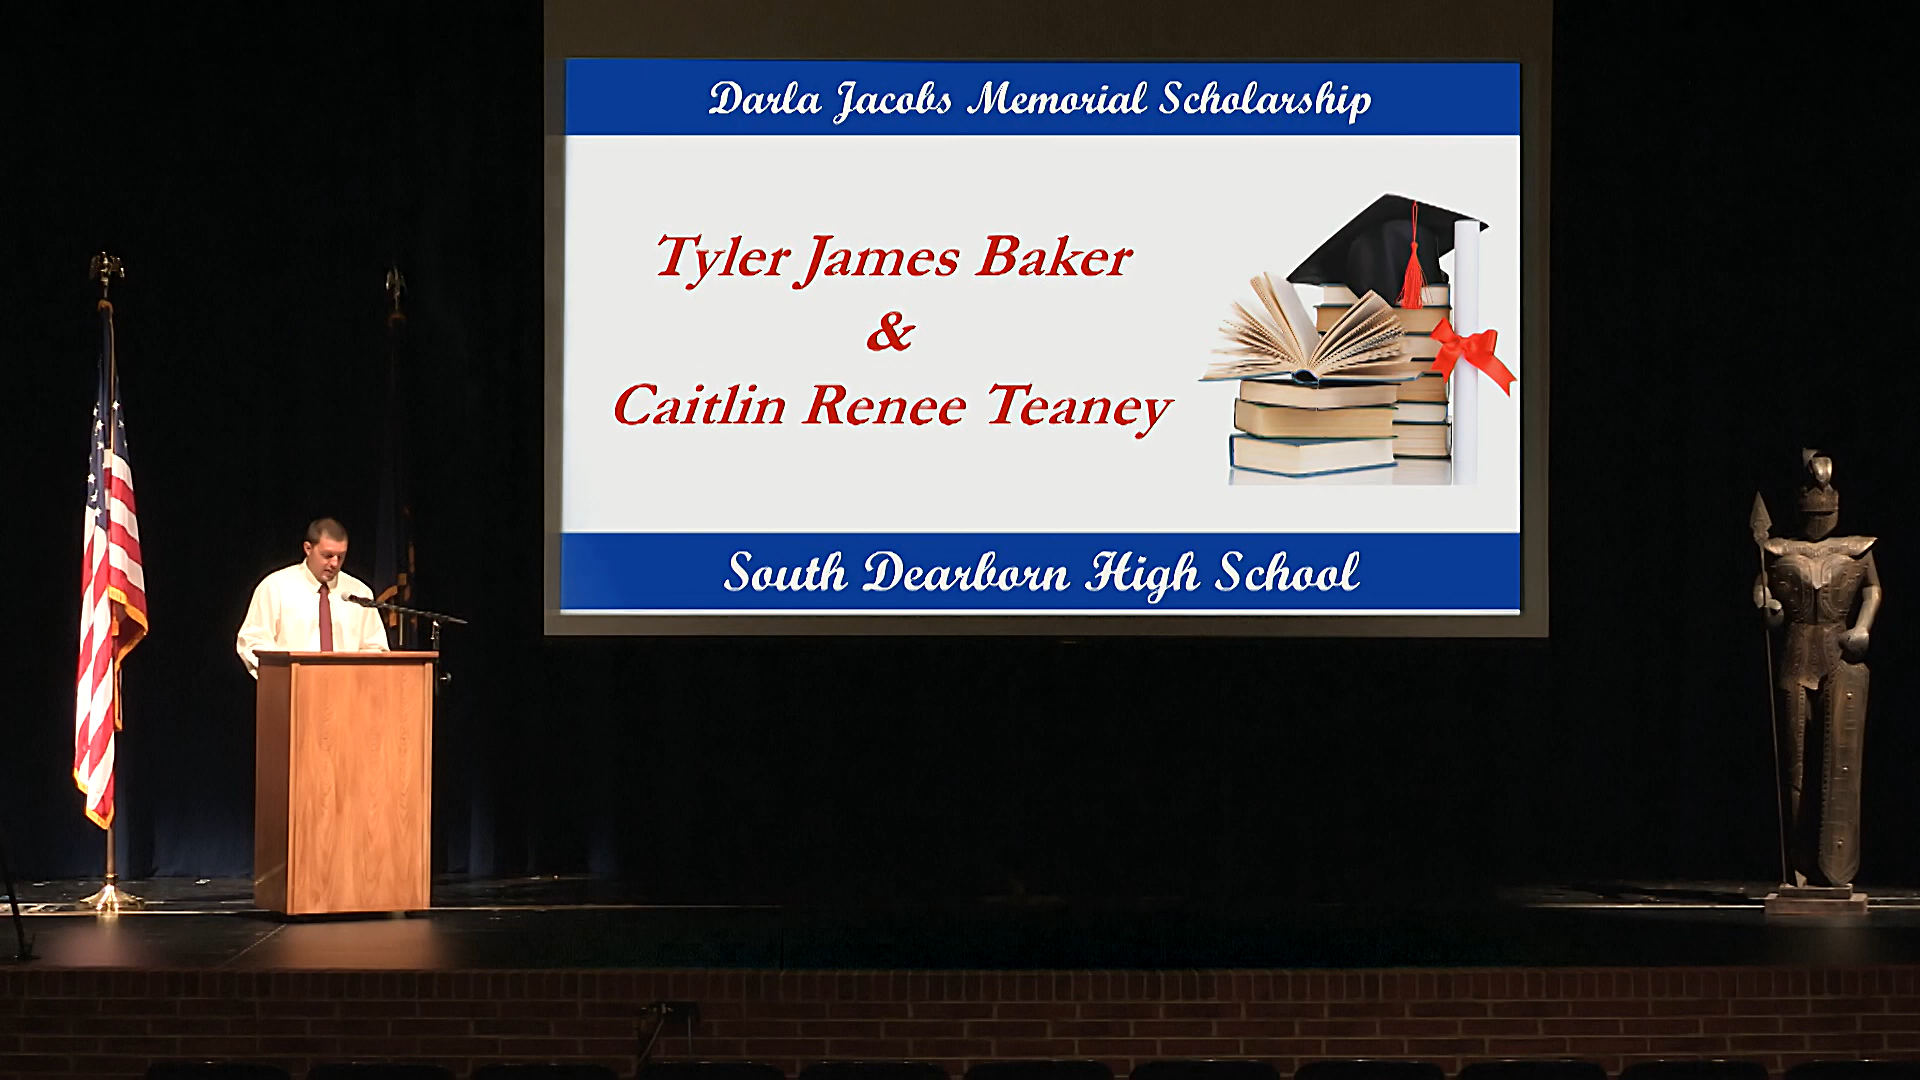 Darla Jacobs Memorial Scholarship
Tyler James Baker
&
Caitlin Renee Teaney
South Dearborn High School